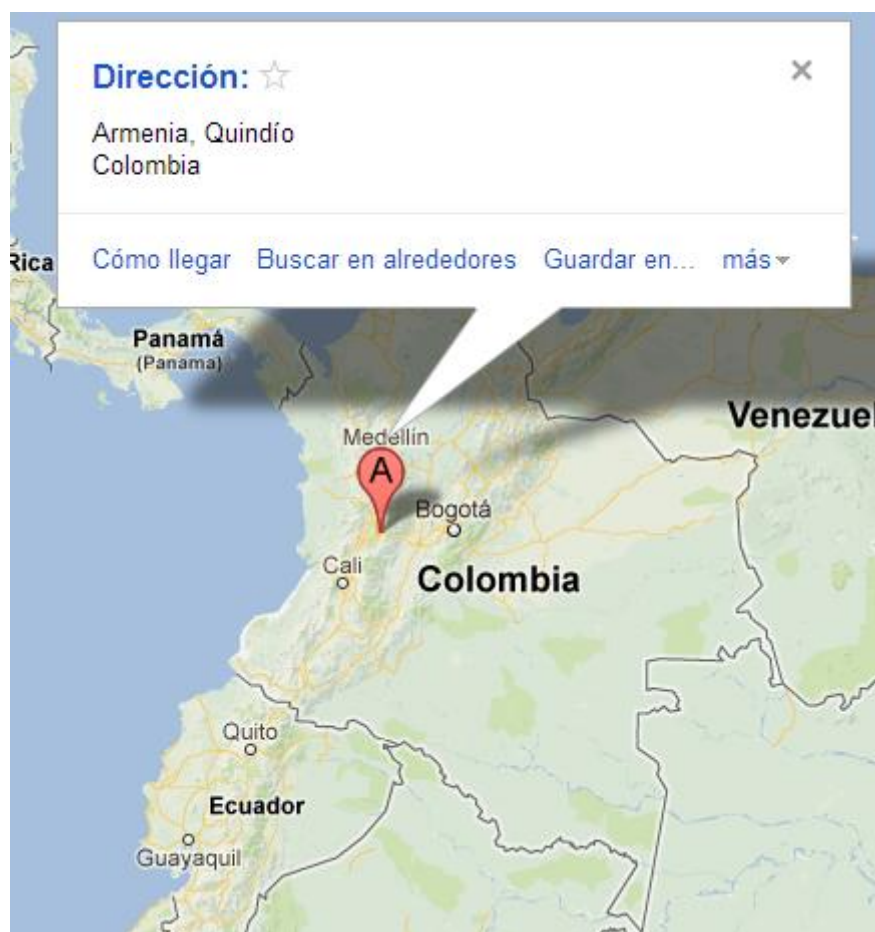 Dirección:
Armenia, Quindío
Colombia
Cómo llegar Buscar en alrededores Guardar en... más
Rica
Panamá
(Panama)
Venezuel
Medellín
A
Bogotá
Cali
Colombia
Quito
Ecuador
Guayaquil